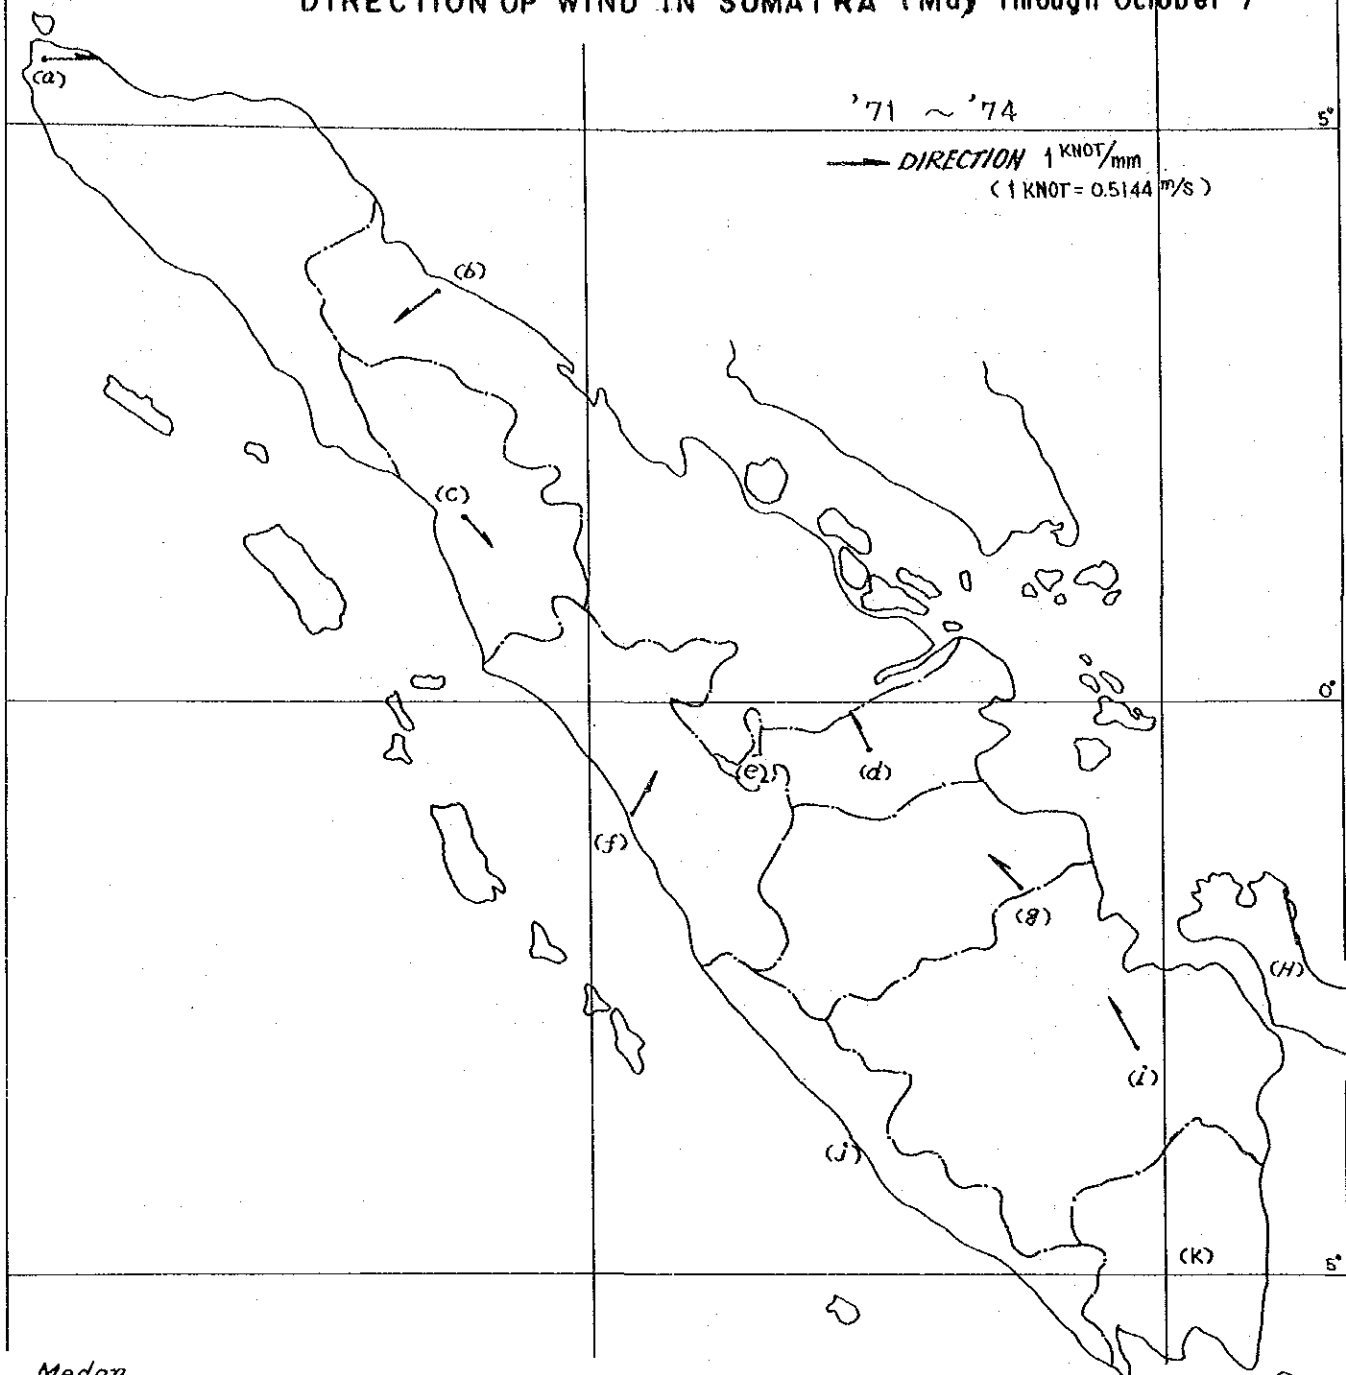 DIRECTION OF WIND IN SUMATRA (May Through October)
(a)
'71 ~ '74
5°
DIRECTION 1 KNOT/mm
(1 KNOT = 0.5144 m/s)
(b)
(c)
0°
(e)
(d)
(f)
(g)
(H)
(i)
(j)
(K)
5°
Medan